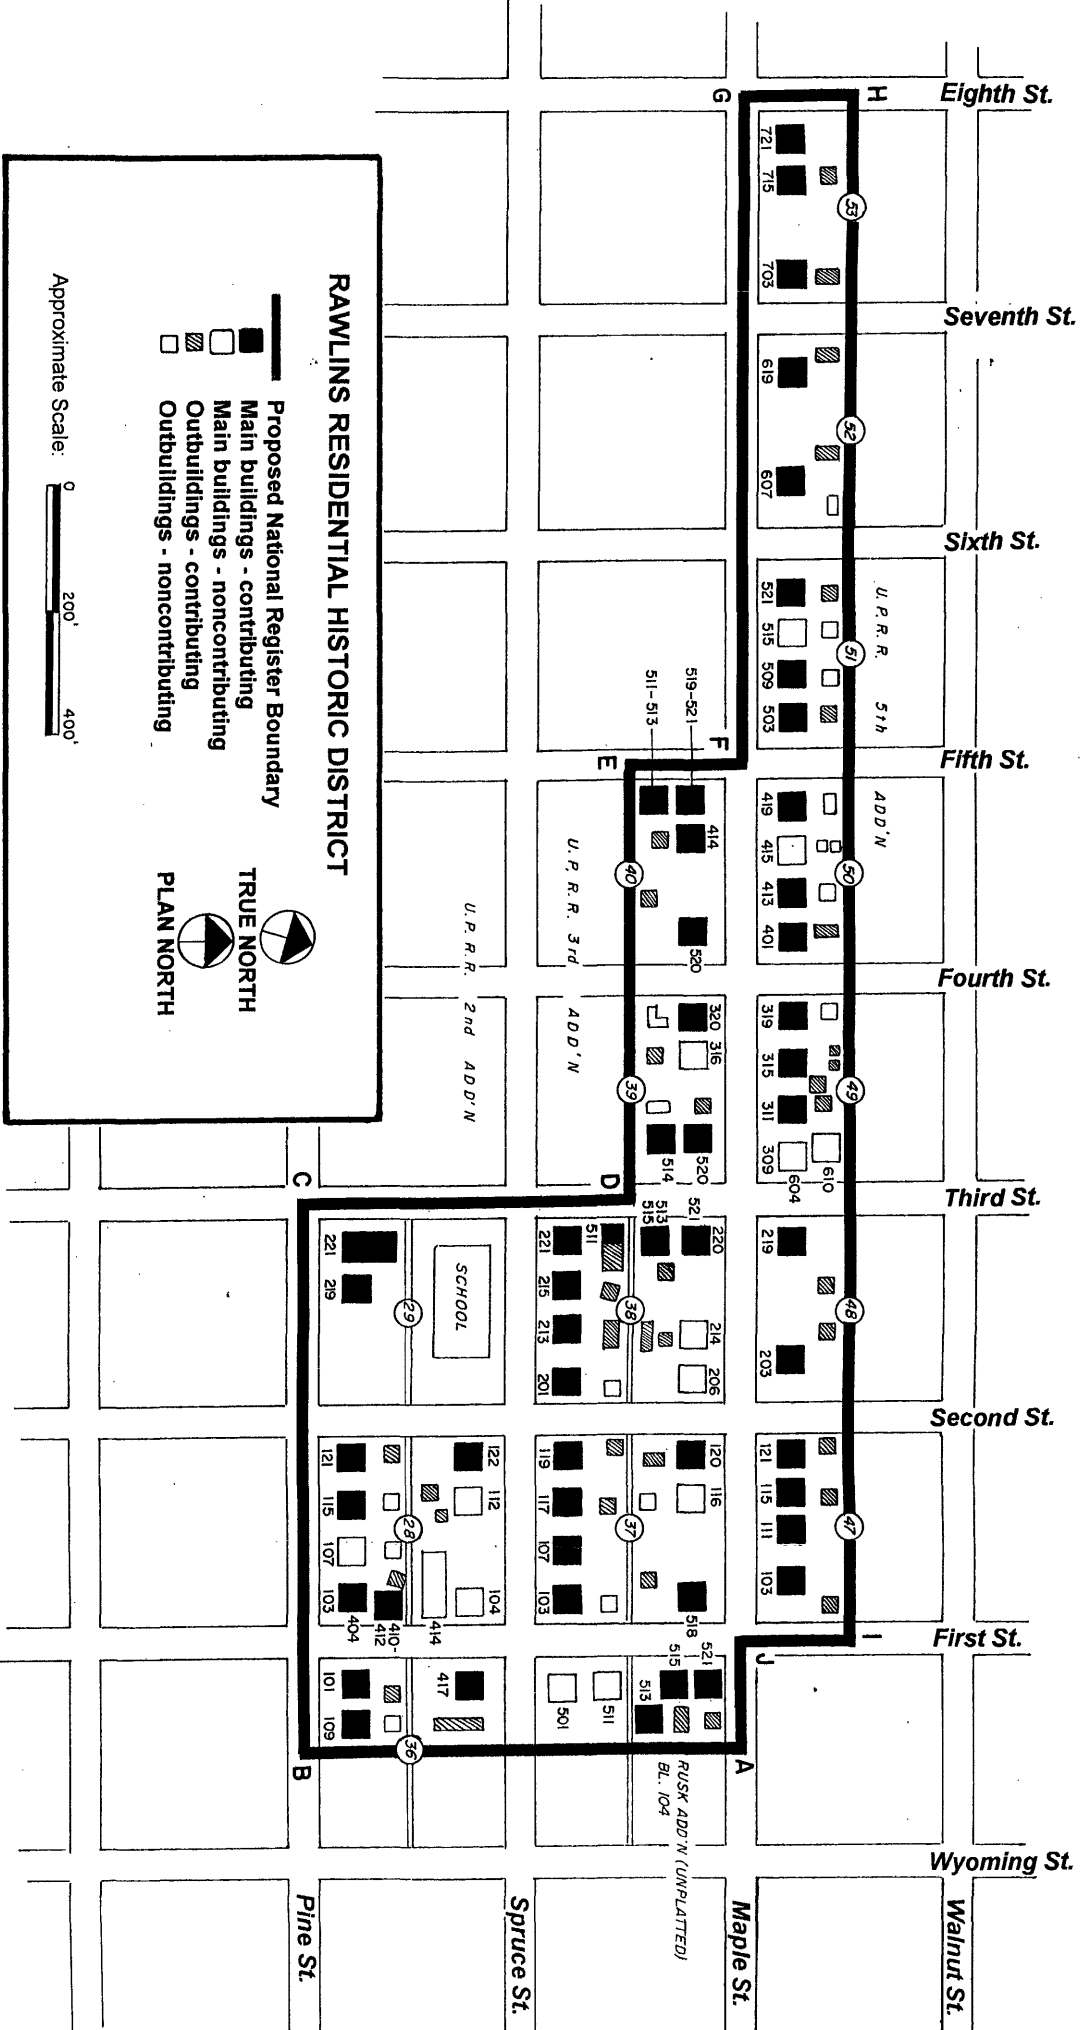 RAWLINS RESIDENTIAL HISTORIC DISTRICT
Proposed National Register Boundary
Main buildings - contributing
Main buildings - noncontributing
Outbuildings - contributing
Outbuildings - noncontributing
TRUE NORTH
PLAN NORTH
Approximate Scale:
0 200' 400'
Eighth St.
Seventh St.
Sixth St.
Fifth St.
Fourth St.
Third St.
Second St.
First St.
Wyoming St.
Walnut St.
Maple St.
Spruce St.
Pine St.
H
G
F
E
D
C
B
A
I
J
721
715
703
53
619
607
52
521
515
509
503
51
U.P.R.R. 5th ADD'N
419
415
413
401
50
319
315
311
309
604
610
49
219
203
48
121
115
111
103
47
519-521
511-513
414
520
40
U.P.R.R. 3rd ADD'N
U.P.R.R. 2nd ADD'N
320
316
520
514
39
521
513
515
220
214
206
511
221
215
213
201
38
221
219
SCHOOL
29
120
116
518
119
117
107
103
37
122
112
104
414
410-
412
404
121
115
107
103
28
521
515
513
511
501
417
101
109
36
RUSK ADD'N (UNPLATTED)
BL. 104